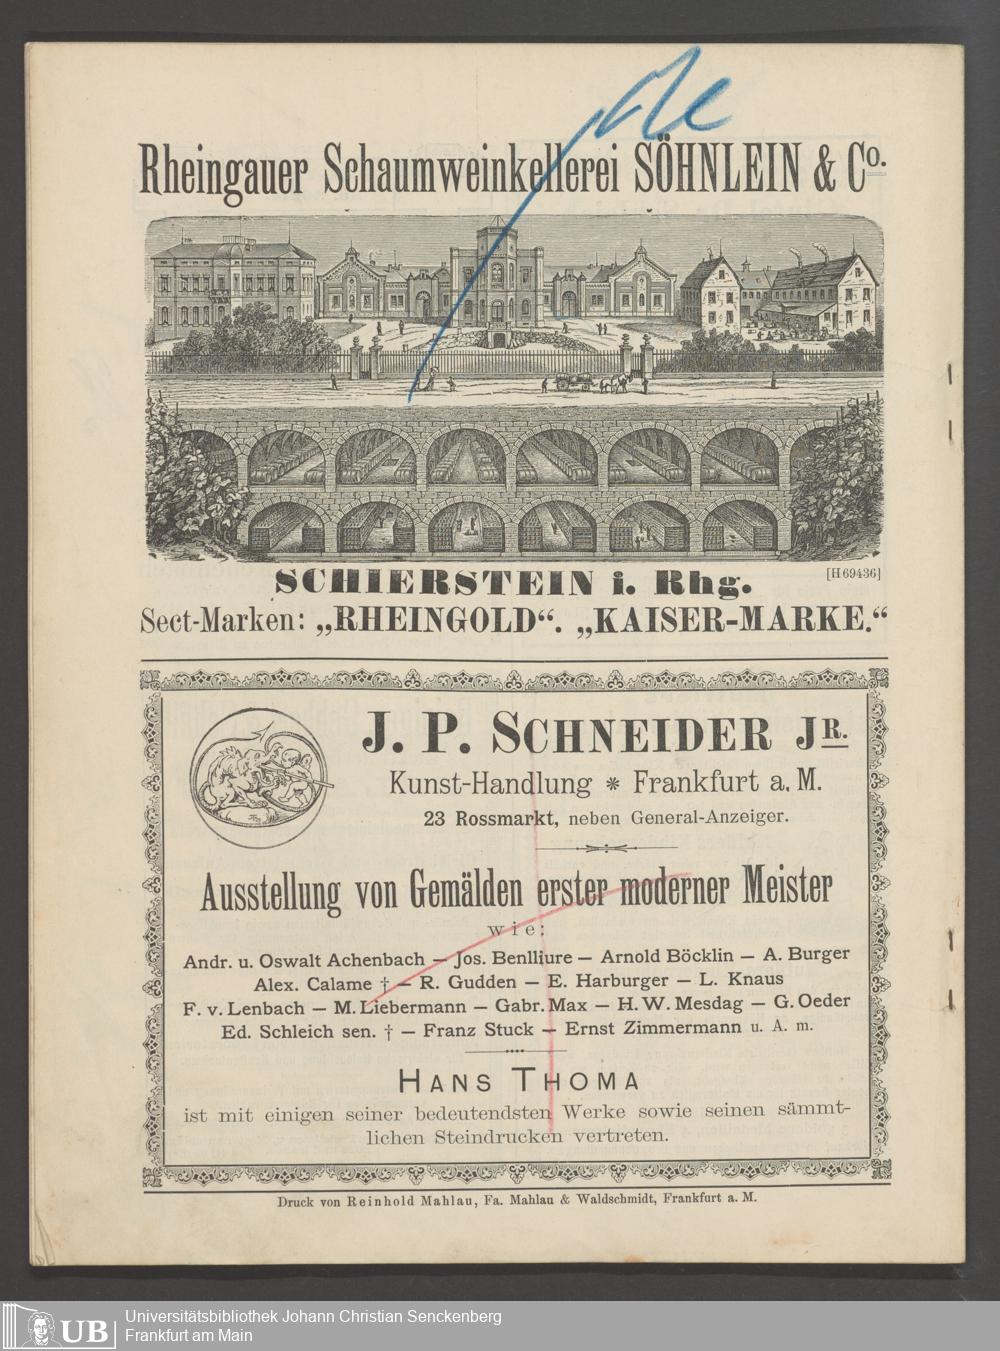 Rheingauer Schaumweinkellerei SÖHNLEIN & Co.
[H 69436]
SCHIERSTEIN i. Rhg.
Sect-Marken: „RHEINGOLD“. „KAISER-MARKE.“
J. P. SCHNEIDER JR.
Kunst-Handlung * Frankfurt a. M.
23 Rossmarkt, neben General-Anzeiger.
Ausstellung von Gemälden erster moderner Meister
wie:
Andr. u. Oswalt Achenbach — Jos. Benlliure — Arnold Böcklin — A. Burger
Alex. Calame † — R. Gudden — E. Harburger — L. Knaus
F. v. Lenbach — M. Liebermann — Gabr. Max — H. W. Mesdag — G. Oeder
Ed. Schleich sen. † — Franz Stuck — Ernst Zimmermann u. A. m.
HANS THOMA
ist mit einigen seiner bedeutendsten Werke sowie seinen sämmt-
lichen Steindrucken vertreten.
Druck von Reinhold Mahlau, Fa. Mahlau & Waldschmidt, Frankfurt a. M.
UB
Universitätsbibliothek Johann Christian Senckenberg
Frankfurt am Main